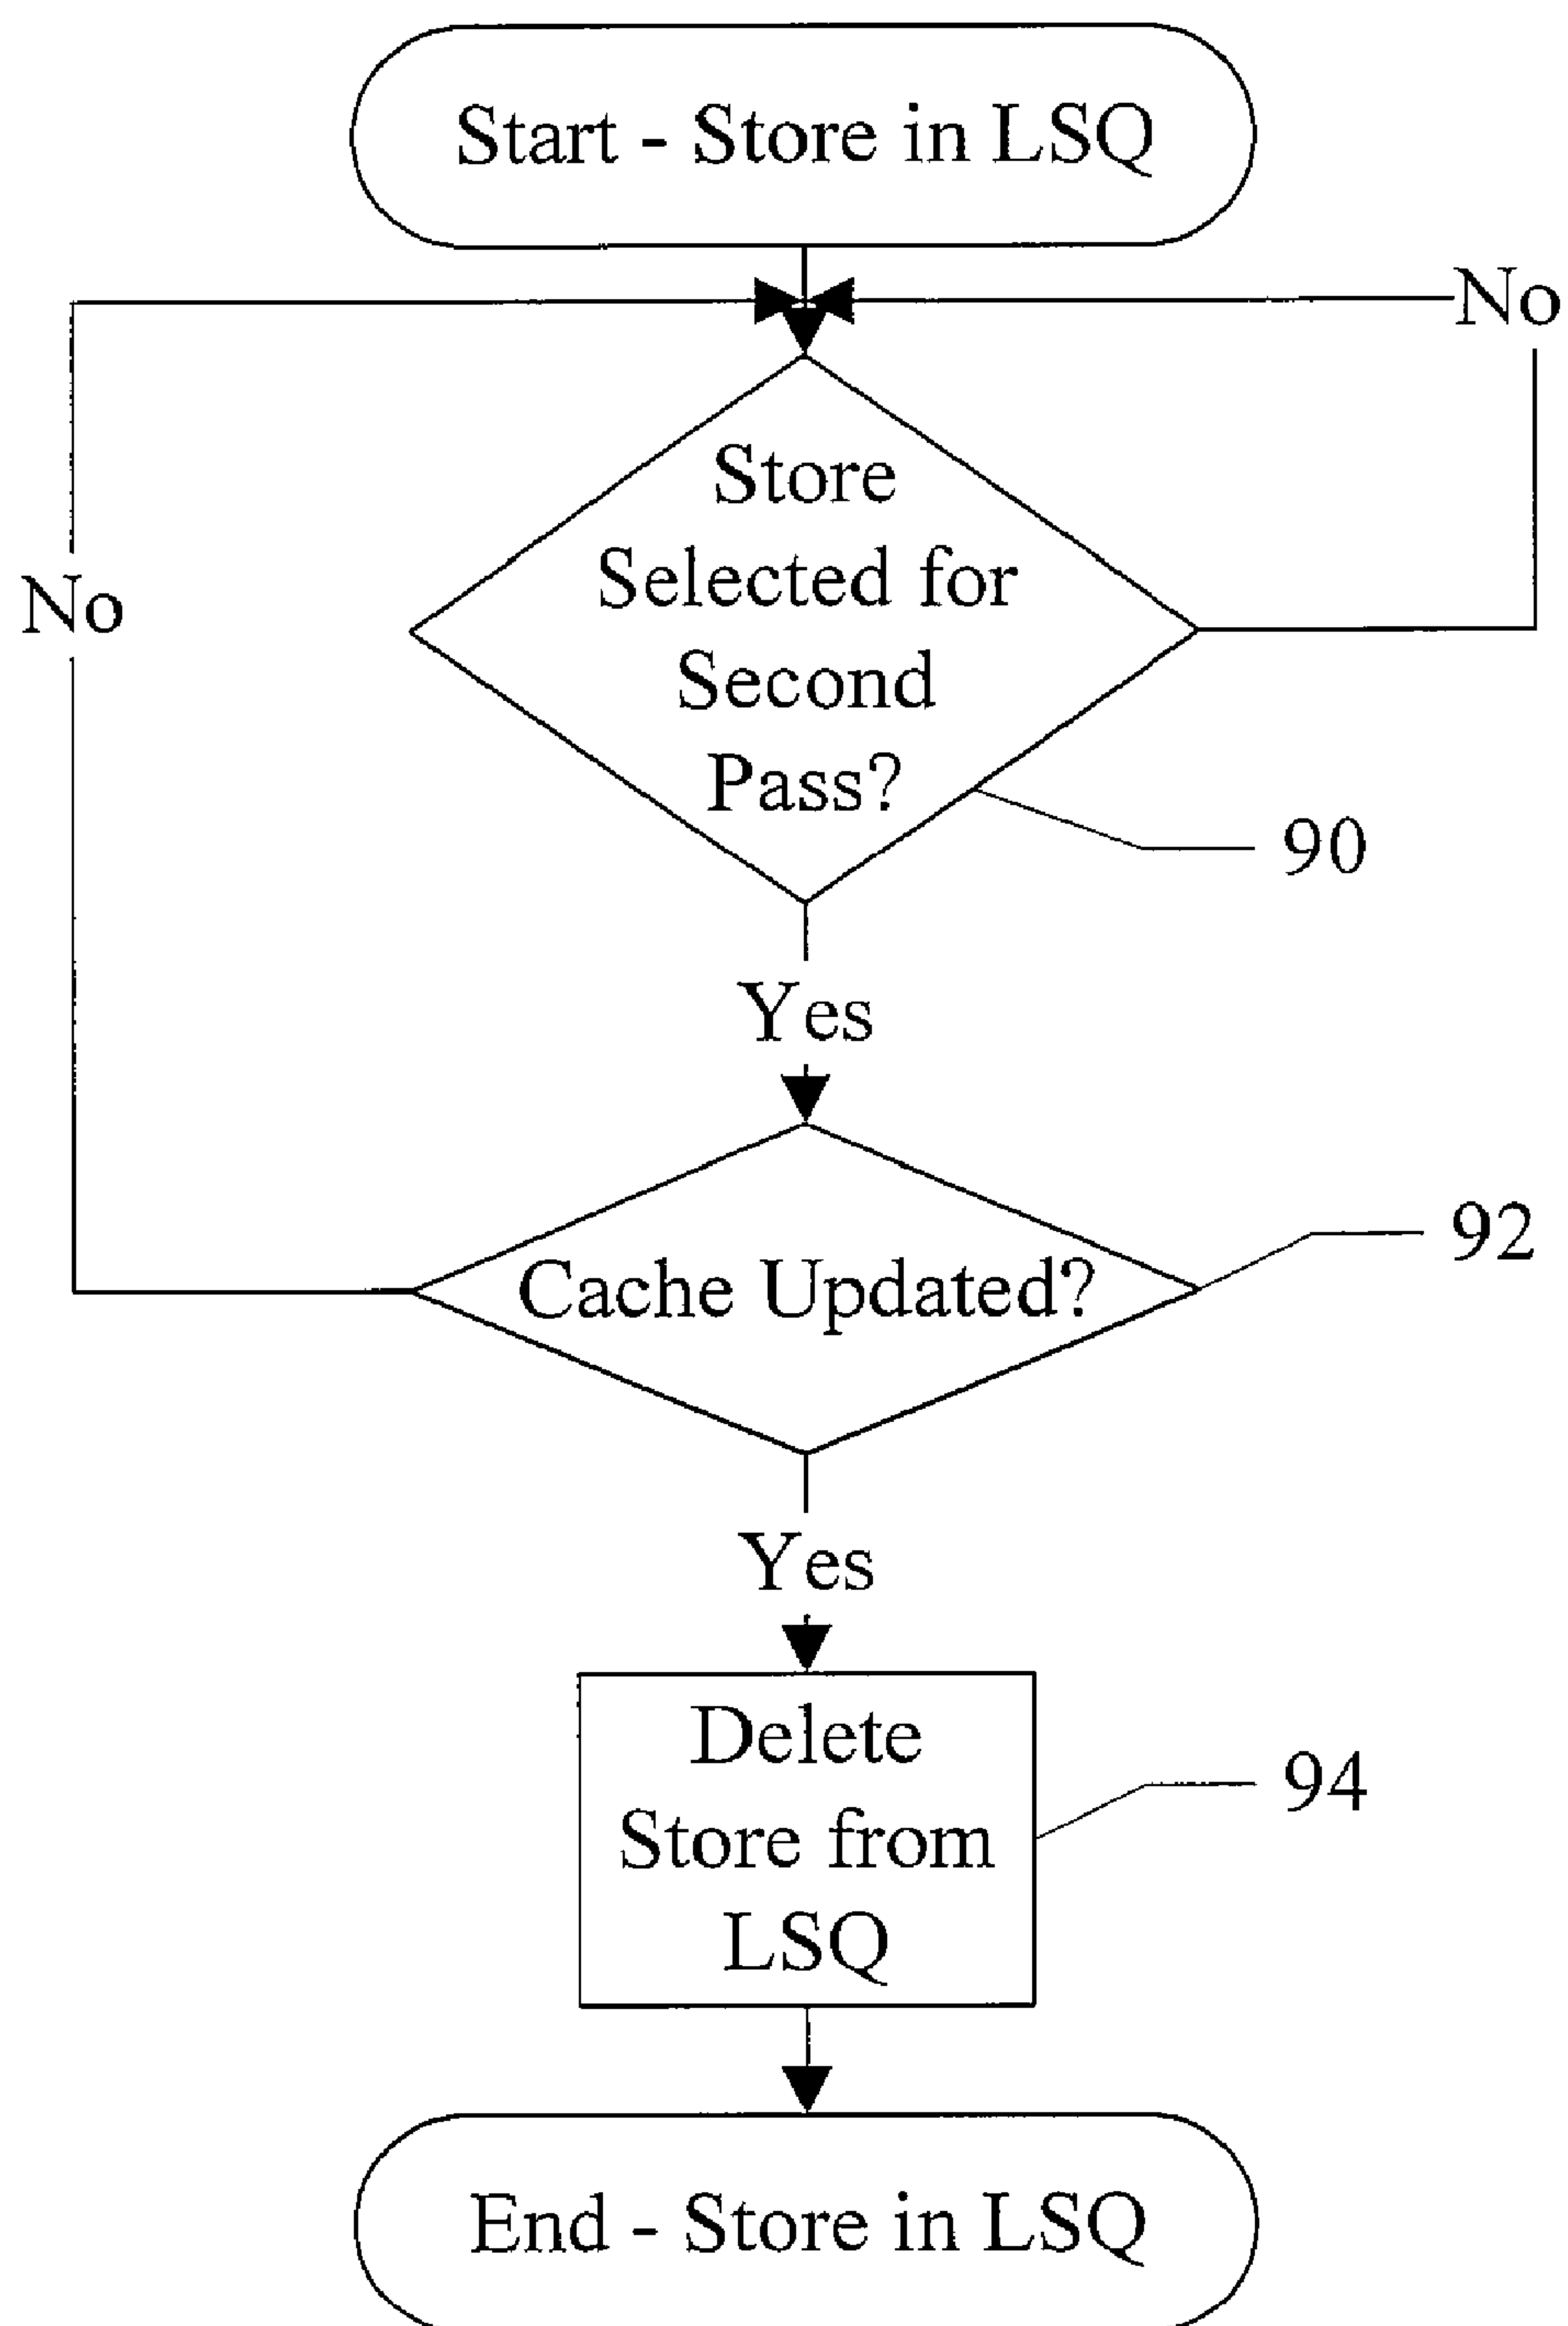 Start - Store in LSQ
No
Store
Selected for
Second
Pass?
No
90
Yes
92
Cache Updated?
Yes
Delete
Store from
LSQ
94
End - Store in LSQ